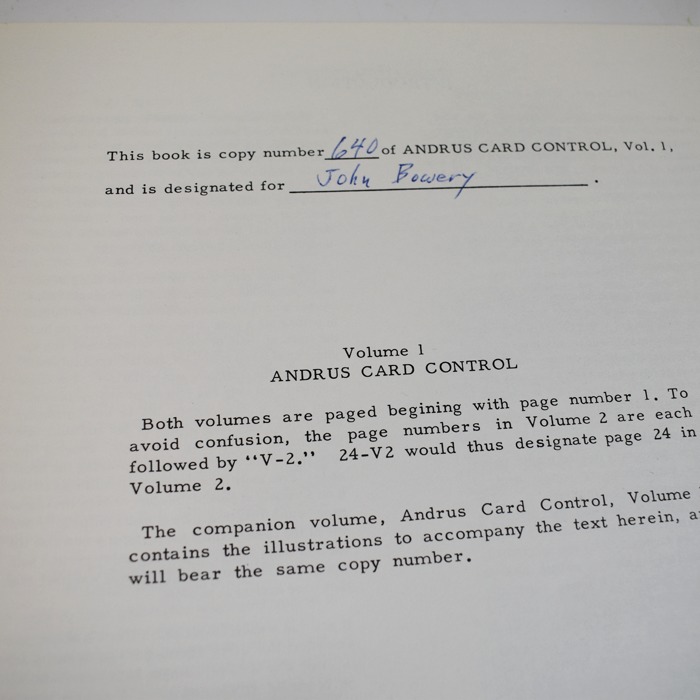 This book is copy number 640 of ANDRUS CARD CONTROL, Vol. 1,
and is designated for John Bowery.
Volume 1
ANDRUS CARD CONTROL
Both volumes are paged begining with page number 1. To
avoid confusion, the page numbers in Volume 2 are each
followed by "V-2." 24-V2 would thus designate page 24 in
Volume 2.
The companion volume, Andrus Card Control, Volume
contains the illustrations to accompany the text herein,
will bear the same copy number.